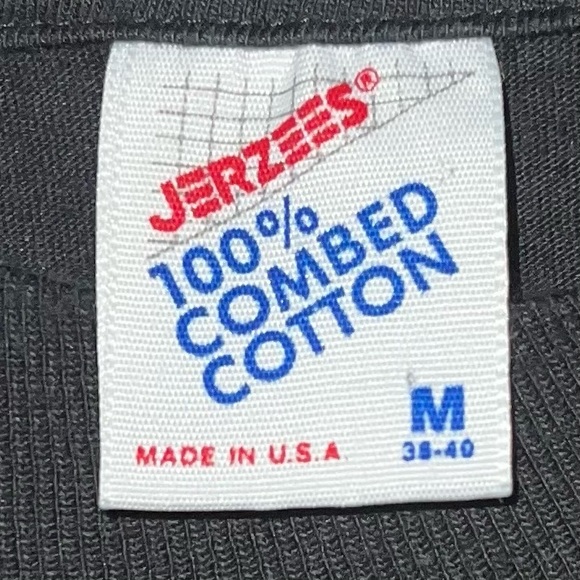 JERZEES®
100%
COMBED
COTTON
M
38-40
MADE IN U.S.A